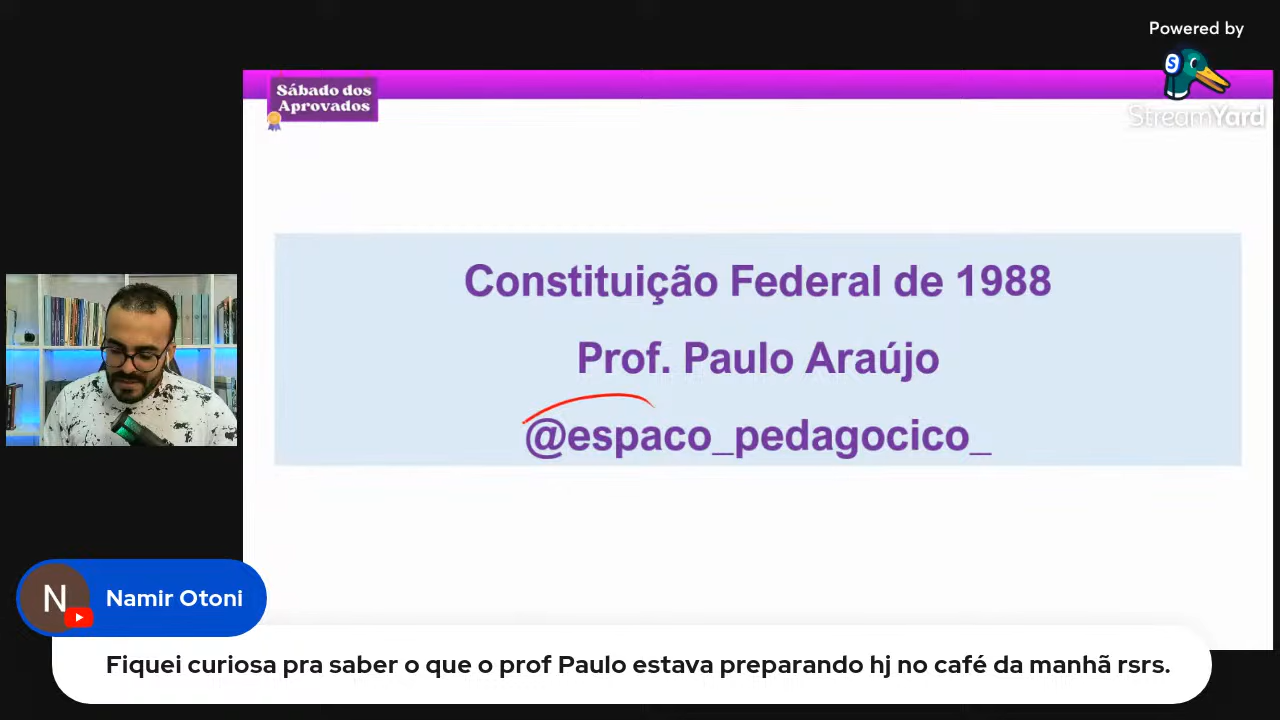 Powered by
StreamYard
Sábado dos
Aprovados
Constituição Federal de 1988
Prof. Paulo Araújo
@espaco_pedagocico_
N Namir Otoni
Fiquei curiosa pra saber o que o prof Paulo estava preparando hj no café da manhã rsrs.